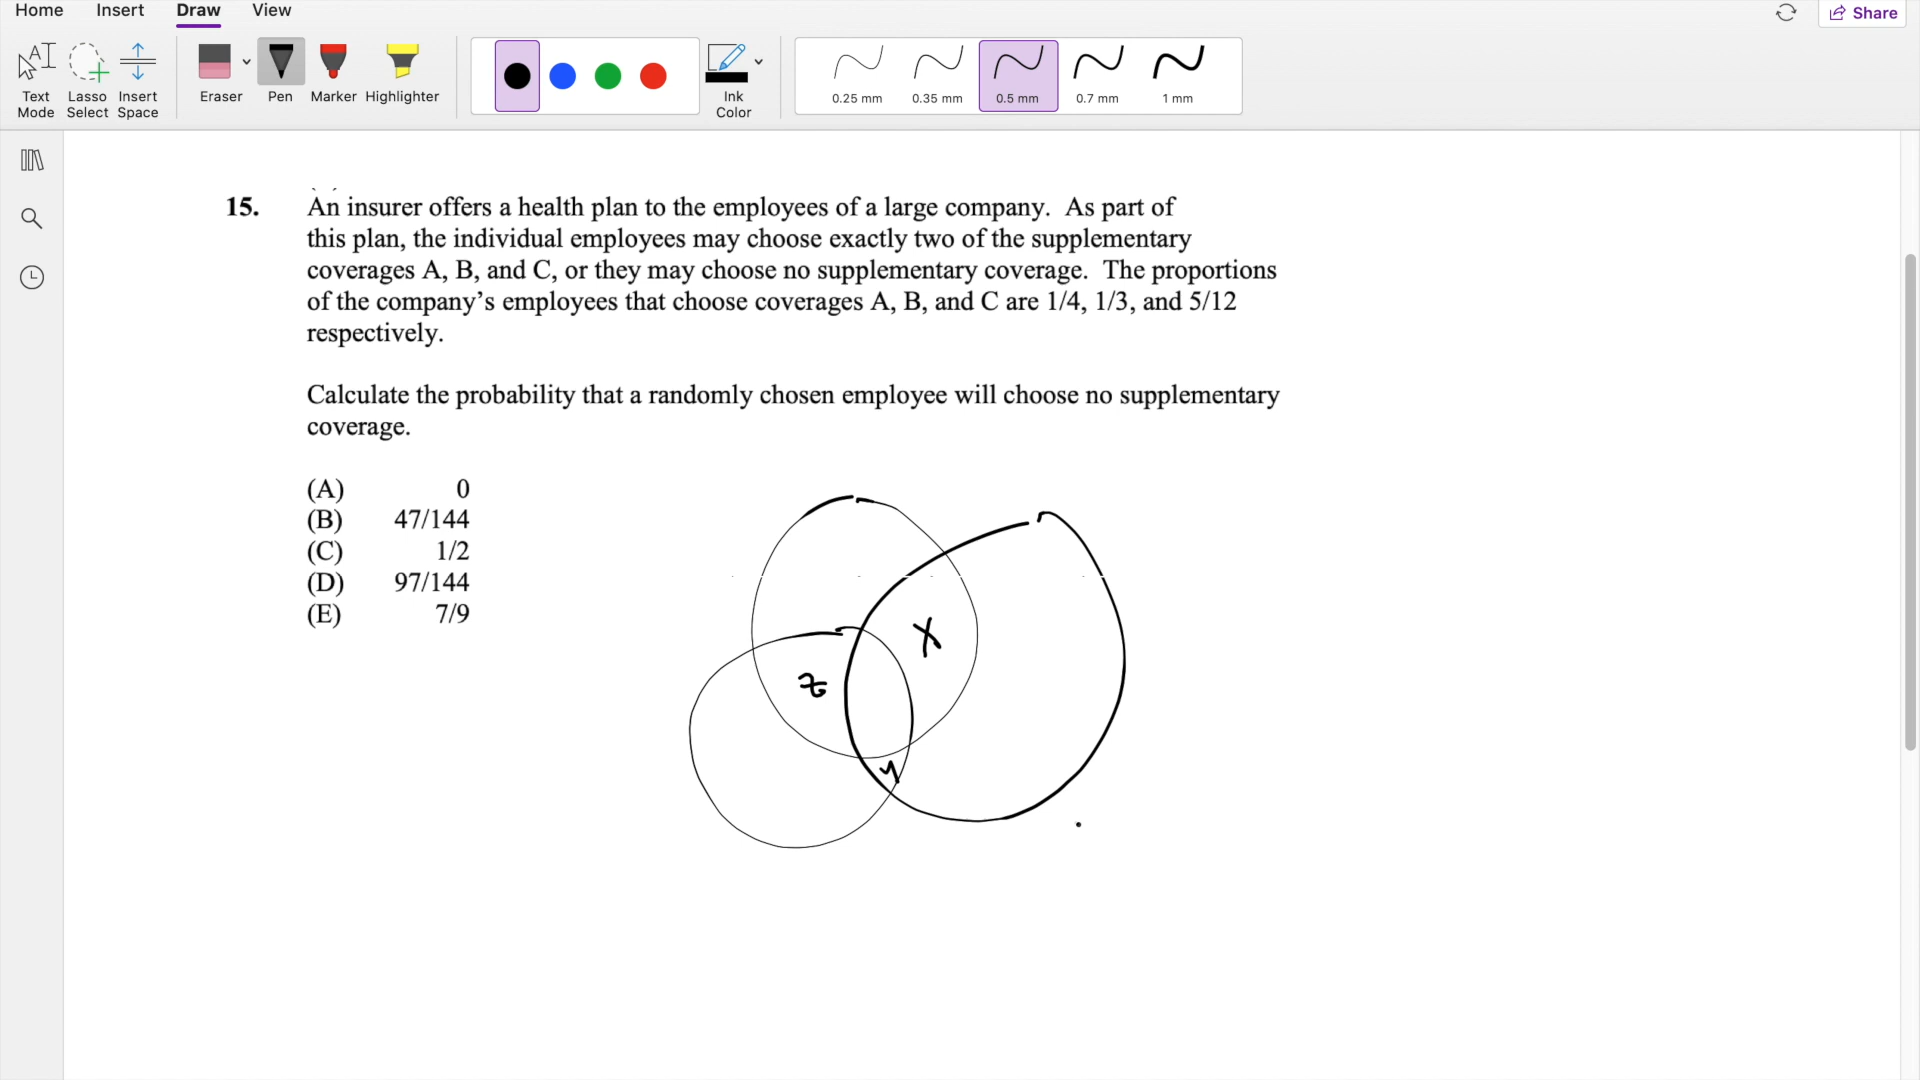 Home Insert Draw View
Share
Text Mode
Lasso Select
Insert Space
Eraser
Pen
Marker
Highlighter
Ink Color
0.25 mm
0.35 mm
0.5 mm
0.7 mm
1 mm
15. An insurer offers a health plan to the employees of a large company. As part of
this plan, the individual employees may choose exactly two of the supplementary
coverages A, B, and C, or they may choose no supplementary coverage. The proportions
of the company's employees that choose coverages A, B, and C are 1/4, 1/3, and 5/12
respectively.
Calculate the probability that a randomly chosen employee will choose no supplementary
coverage.
(A) 0
(B) 47/144
(C) 1/2
(D) 97/144
(E) 7/9
X
z
y